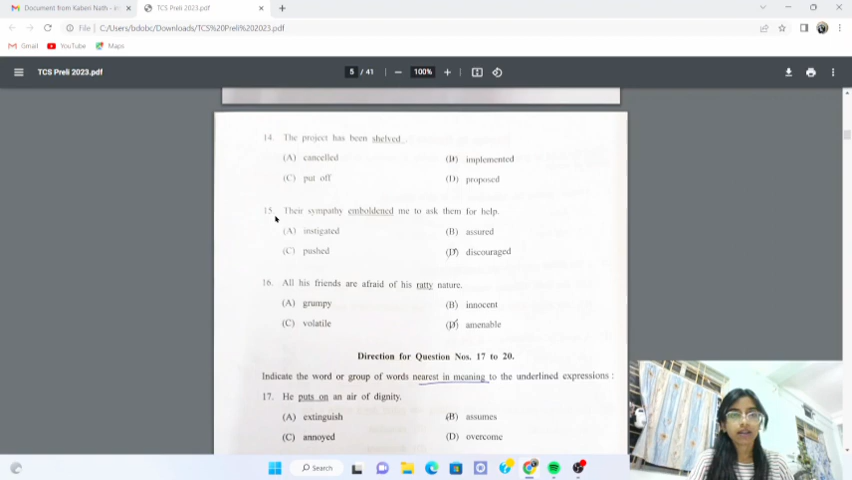 Document from Kaberi Nath - in
TCS Preli 2023.pdf
File
C:/Users/bdobc/Downloads/TCS%20Preli%202023.pdf
Gmail
YouTube
Maps
TCS Preli 2023.pdf
5 / 41
100%
14. The project has been shelved.
(A) cancelled
(B) implemented
(C) put off
(D) proposed
15. Their sympathy emboldened me to ask them for help.
(A) instigated
(B) assured
(C) pushed
(D) discouraged
16. All his friends are afraid of his ratty nature.
(A) grumpy
(B) innocent
(C) volatile
(D) amenable
Direction for Question Nos. 17 to 20.
Indicate the word or group of words nearest in meaning to the underlined expressions :
17. He puts on an air of dignity.
(A) extinguish
(B) assumes
(C) annoyed
(D) overcome
Search